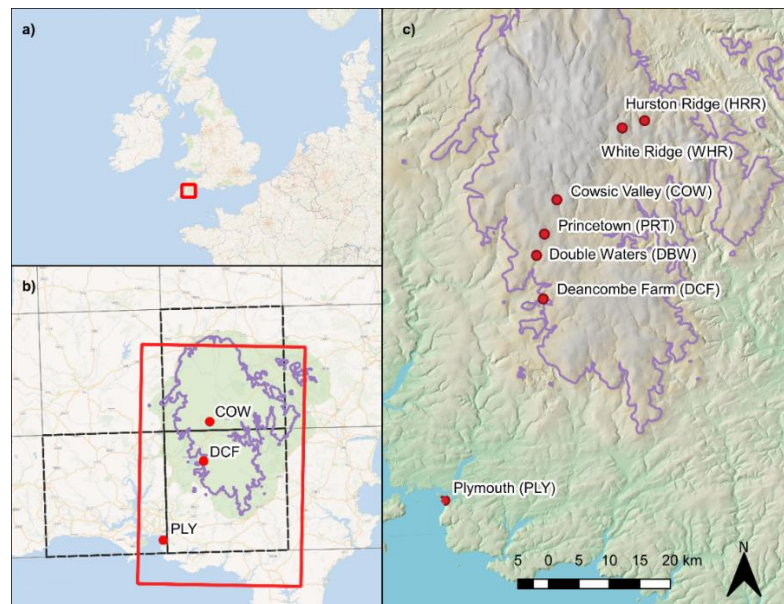 a)
b)
COW
DCF
PLY
c)
Hurston Ridge (HRR)
White Ridge (WHR)
Cowsic Valley (COW)
Princetown (PRT)
Double Waters (DBW)
Deancombe Farm (DCF)
Plymouth (PLY)
N
5 0 5 10 15 20 km